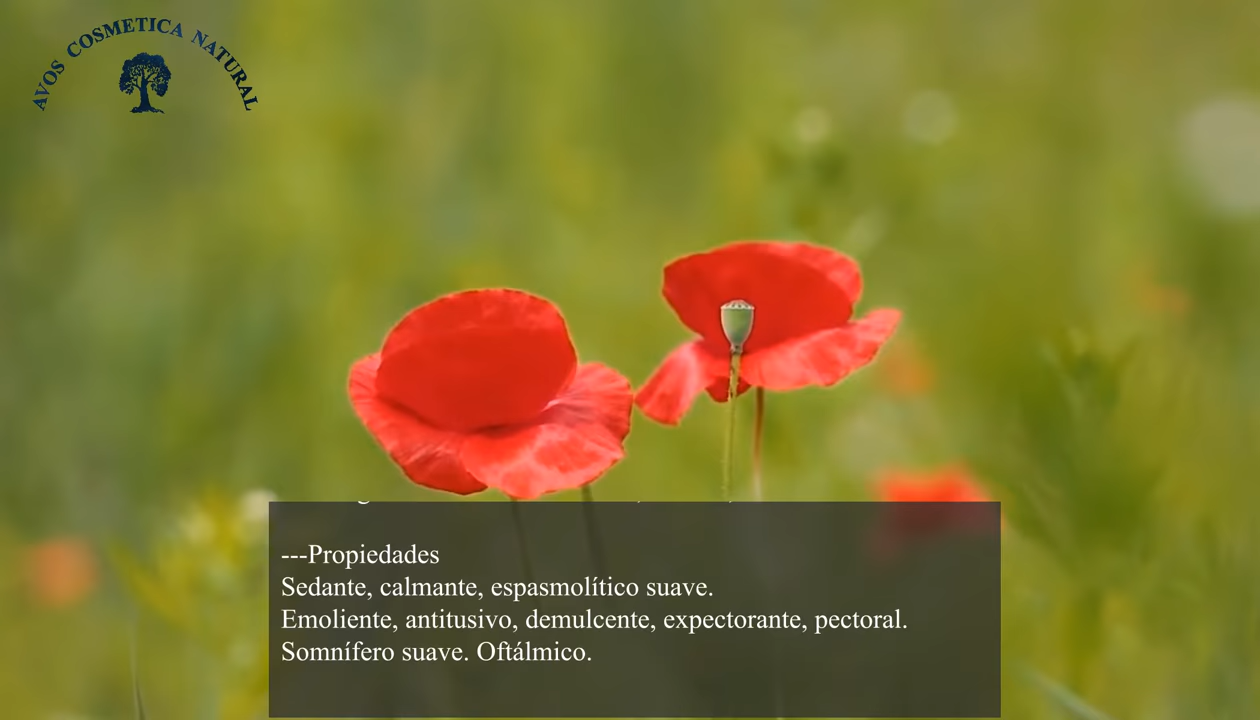 AVOS COSMETICA NATURAL
---Propiedades
Sedante, calmante, espasmolítico suave.
Emoliente, antitusivo, demulcente, expectorante, pectoral.
Somnífero suave. Oftálmico.